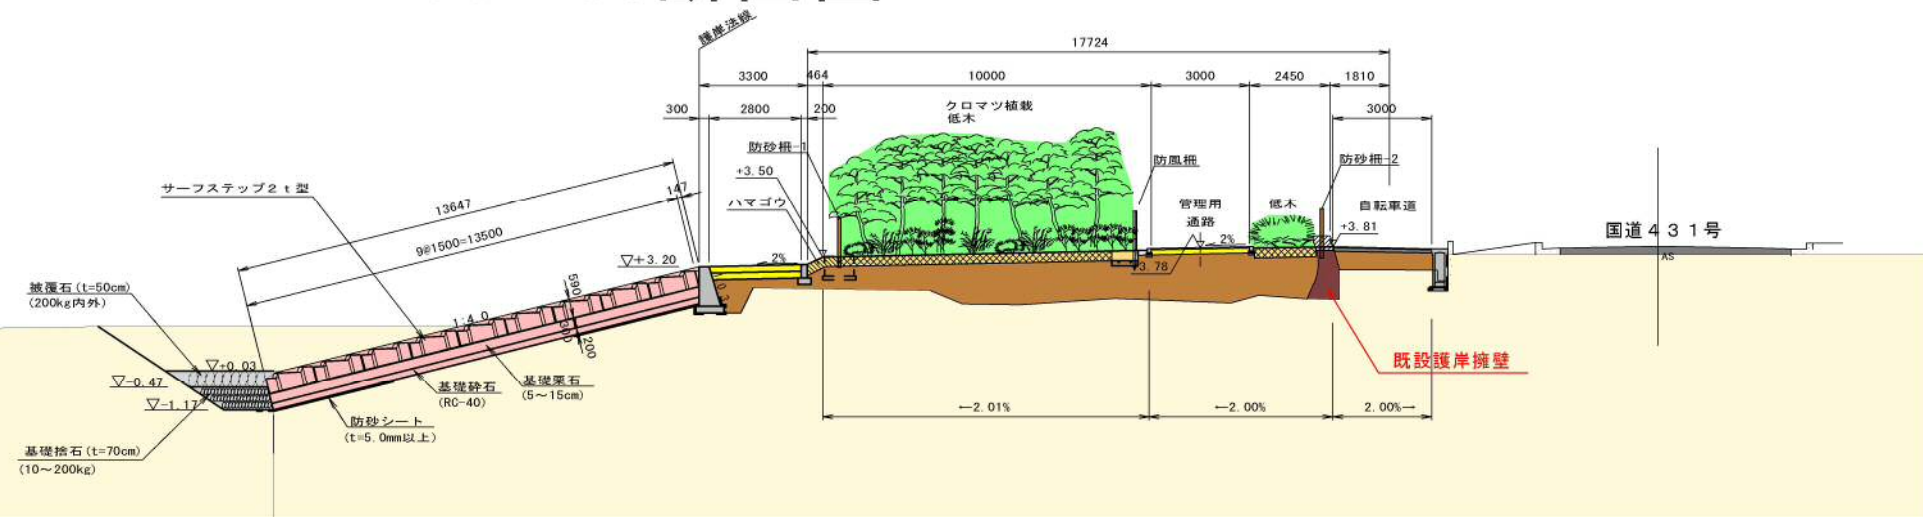 護岸法線
17724
3300
464
10000
3000
2450
1810
300
2800
200
3000
クロマツ植栽
低木
防砂柵-1
防風柵
防砂柵-2
+3.50
サーフステップ2t型
147
13647
ハマゴウ
管理用
通路
低木
自転車道
9@1500=13500
+3.81
国道431号
2%
2%
▽+3.20
AS
+3.78
被覆石(t=50cm)
(200kg内外)
590
1:4.0
300
200
▽+0.03
▽-0.47
▽-1.17
既設護岸擁壁
基礎栗石
(5～15cm)
基礎砕石
(RC-40)
←2.01%
←2.00%
2.00%→
防砂シート
(t=5.0mm以上)
基礎捨石(t=70cm)
(10～200kg)